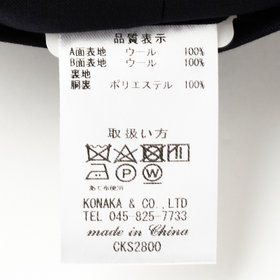 品質表示
A面表地 ウール 100%
B面表地 ウール 100%
裏地
胴裏 ポリエステル 100%
取扱い方
あて布使用
KONAKA & CO., LTD
TEL 045-825-7733
made in China
CKS2800